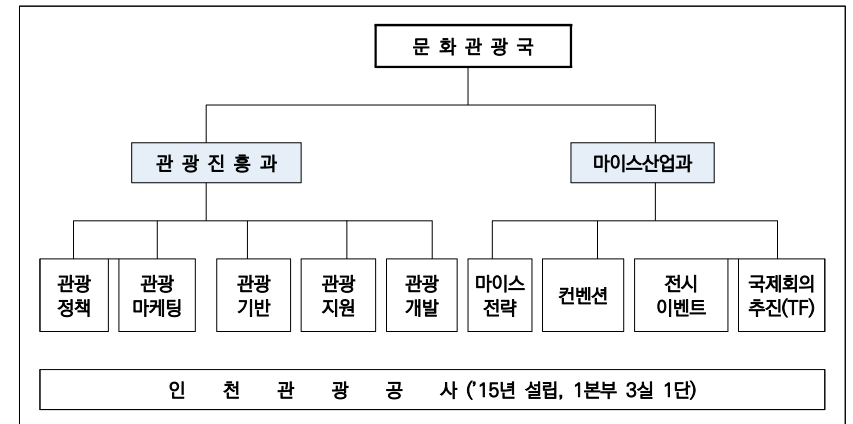 문 화 관 광 국
관 광 진 흥 과
마이스산업과
관광
정책
관광
마케팅
관광
기반
관광
지원
관광
개발
마이스
전략
컨벤션
전시
이벤트
국제회의
추진(TF)
인 천 관 광 공 사 ('15년 설립, 1본부 3실 1단)